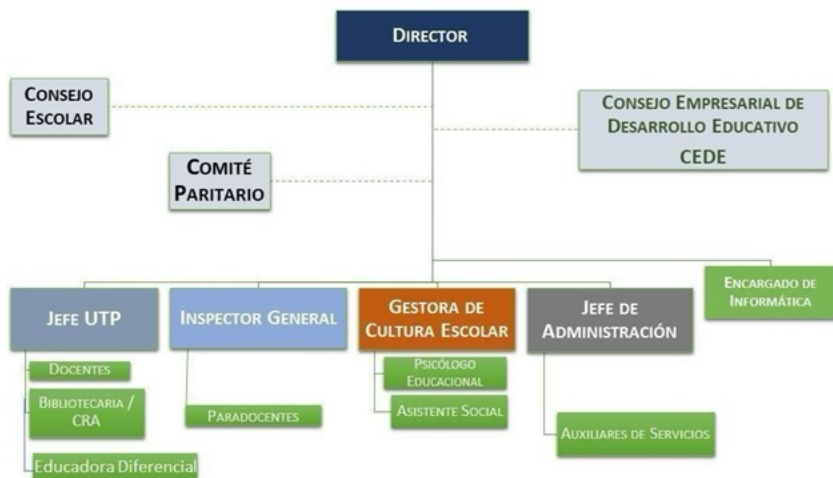 DIRECTOR
CONSEJO
ESCOLAR
CONSEJO EMPRESARIAL DE
DESARROLLO EDUCATIVO
CEDE
COMITÉ
PARITARIO
ENCARGADO DE
INFORMÁTICA
JEFE UTP
INSPECTOR GENERAL
GESTORA DE
CULTURA ESCOLAR
JEFE DE
ADMINISTRACIÓN
DOCENTES
BIBLIOTECARIA /
CRA
Educadora Diferencial
PARADOCENTES
PSICÓLOGO
EDUCACIONAL
ASISTENTE SOCIAL
AUXILIARES DE SERVICIOS